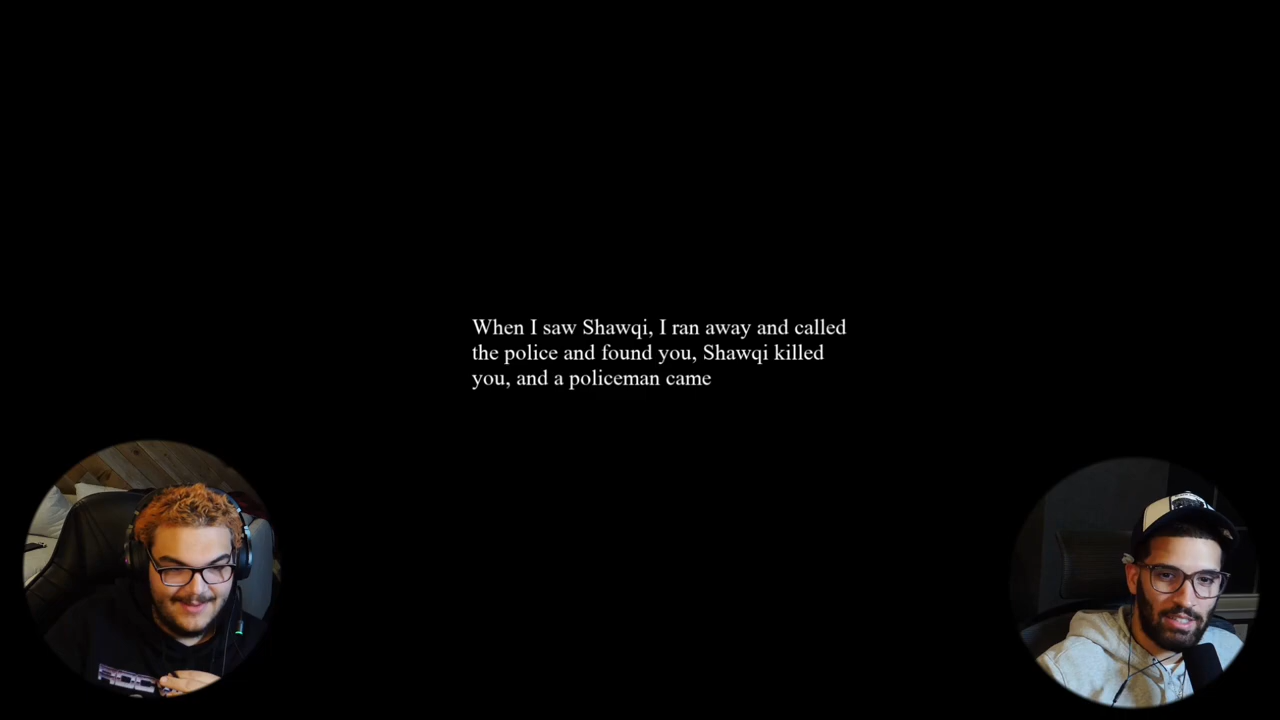 When I saw Shawqi, I ran away and called
the police and found you, Shawqi killed
you, and a policeman came